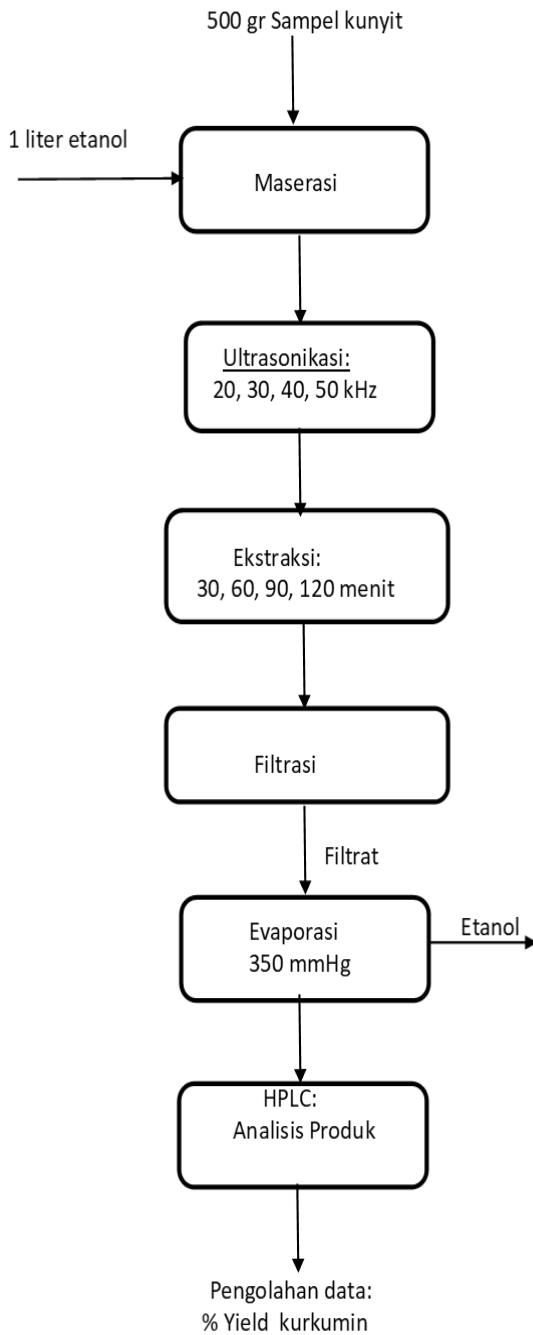 500 gr Sampel kunyit
1 liter etanol
Maserasi
Ultrasonikasi:
20, 30, 40, 50 kHz
Ekstraksi:
30, 60, 90, 120 menit
Filtrasi
Filtrat
Evaporasi
350 mmHg
Etanol
HPLC:
Analisis Produk
Pengolahan data:
% Yield kurkumin